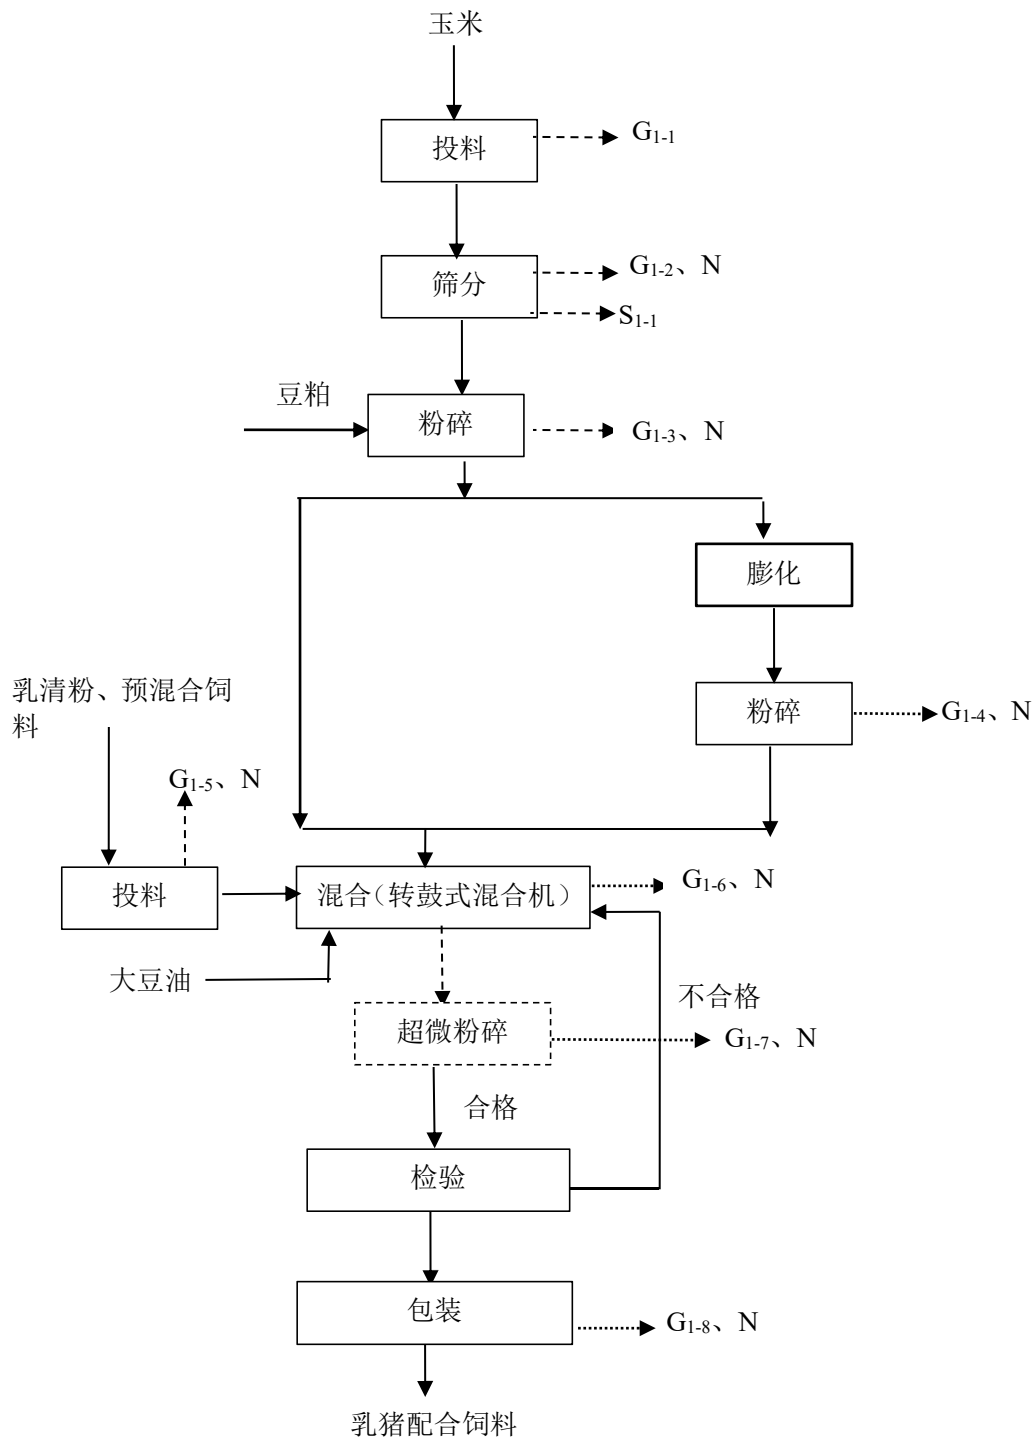 玉米
投料
G1-1
筛分
G1-2、N
S1-1
豆粕
粉碎
G1-3、N
膨化
乳清粉、预混合饲
料
粉碎
G1-4、N
G1-5、N
投料
混合（转鼓式混合机）
G1-6、N
大豆油
不合格
超微粉碎
G1-7、N
合格
检验
包装
G1-8、N
乳猪配合饲料